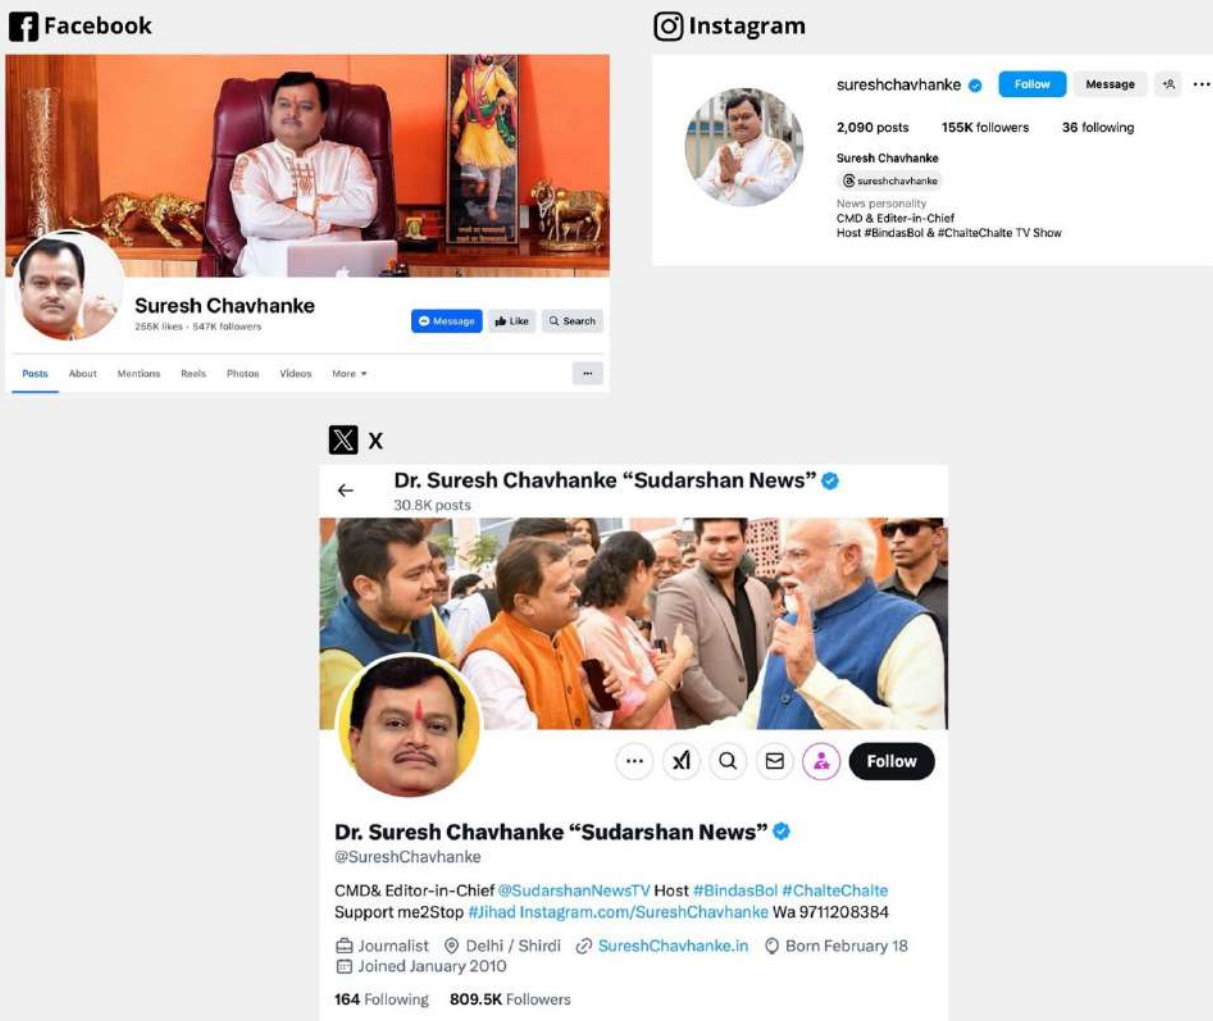 Facebook
Suresh Chavhanke
255K likes • 547K followers
Message
Like
Search
Posts About Mentions Reels Photos Videos More
Instagram
sureshchavhanke Follow Message
2,090 posts 155K followers 36 following
Suresh Chavhanke
sureshchavhanke
News personality
CMD & Editer-in-Chief
Host #BindasBol & #ChalteChalte TV Show
X
Dr. Suresh Chavhanke “Sudarshan News”
30.8K posts
Follow
Dr. Suresh Chavhanke “Sudarshan News”
@SureshChavhanke
CMD& Editor-in-Chief @SudarshanNewsTV Host #BindasBol #ChalteChalte
Support me2Stop #Jihad Instagram.com/SureshChavhanke Wa 9711208384
Journalist Delhi / Shirdi SureshChavhanke.in Born February 18
Joined January 2010
164 Following 809.5K Followers